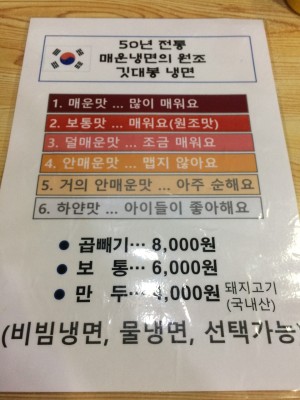 50년 전통
매운냉면의 원조
깃대봉 냉면
1. 매운맛 ... 많이 매워요
2. 보통맛 ... 매워요(원조맛)
3. 덜매운맛 ... 조금 매워요
4. 안매운맛 ... 맵지 않아요
5. 거의 안매운맛 ... 아주 순해요
6. 하얀맛 ... 아이들이 좋아해요
• 곱빼기··· 8,000원
• 보 통··· 6,000원
• 만 두··· ,000원 돼지고기
(국내산)
(비빔냉면, 물냉면, 선택가능)